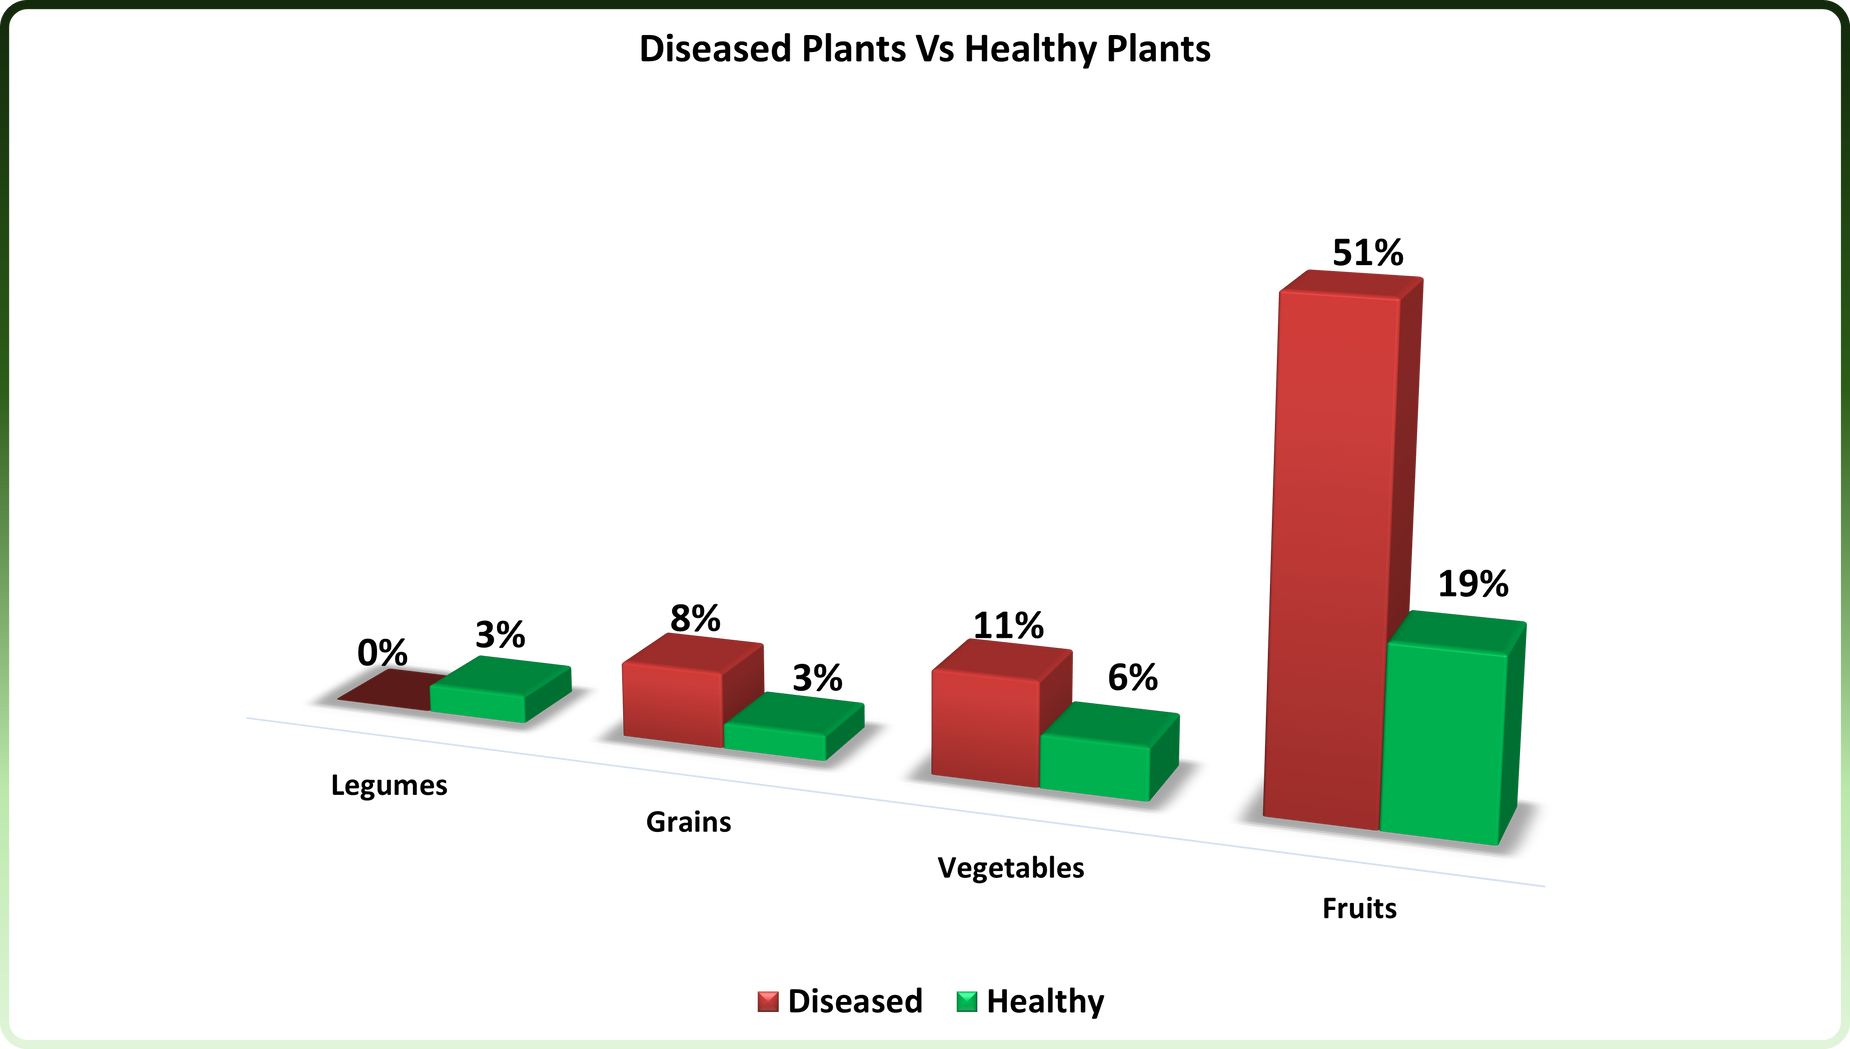 Diseased Plants Vs Healthy Plants
0%
3%
8%
3%
11%
6%
51%
19%
Legumes
Grains
Vegetables
Fruits
Diseased
Healthy